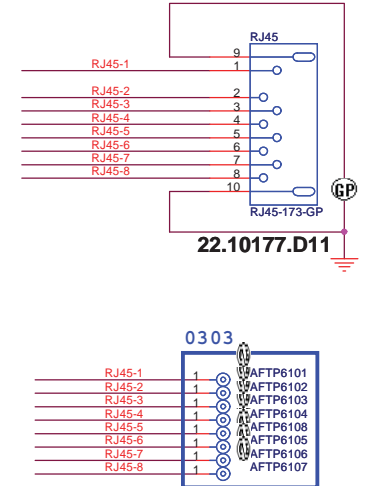 RJ45
9
RJ45-1 1
RJ45-2 2
RJ45-3 3
RJ45-4 4
RJ45-5 5
RJ45-6 6
RJ45-7 7
RJ45-8 8
10
GP
RJ45-173-GP
22.10177.D11
0303
RJ45-1 1 AFTP6101
RJ45-2 1 AFTP6102
RJ45-3 1 AFTP6103
RJ45-4 1 AFTP6104
RJ45-5 1 AFTP6108
RJ45-6 1 AFTP6105
RJ45-7 1 AFTP6106
RJ45-8 1 AFTP6107